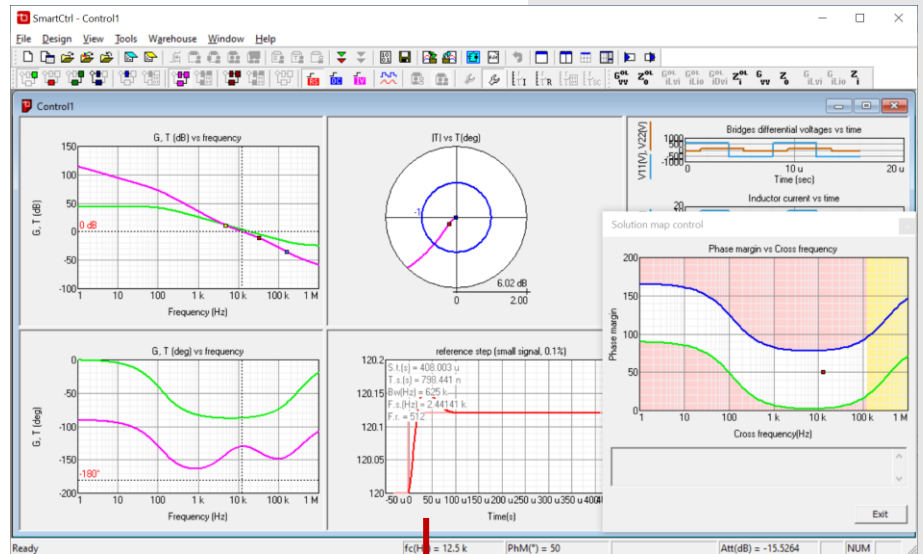 SmartCtrl - Control1
File Design View Tools Warehouse Window Help
Control1
G, T (dB) vs frequency
G, T (dB)
150
100
50
0
-50
-100
0 dB
1 10 100 1 k 10 k 100 k 1 M
Frequency (Hz)
|T| vs T(deg)
-1
6.02 dB
0 2.00
Bridges differential voltages vs time
V11(V), V22(V)
1000
500
0
-500
-1000
0 10 u 20 u
Time (sec)
Inductor current vs time
20
Solution map control
Phase margin vs Cross frequency
Phase margin
200
150
100
50
0
1 10 100 1 k 10 k 100 k 1 M
Cross frequency(Hz)
Exit
G, T (deg) vs frequency
G, T (deg)
0
-50
-100
-150
-200
-180°
1 10 100 1 k 10 k 100 k 1 M
Frequency (Hz)
reference step (small signal, 0.1%)
120.2
120.15
120.1
120.05
120
S.t.(s) = 408.003 u
T.s.(s) = 798.441 n
Bw(Hz) = 625 k
F.s.(Hz) = 2.44141 k
F.r. = 512
-50 u 0 50 u 100 u 150 u 200 u 250 u 300 u 350 u
Time(s)
Ready
fc(H = 12.5 k PhM(°) = 50 Att(dB) = -15.5264 NUM